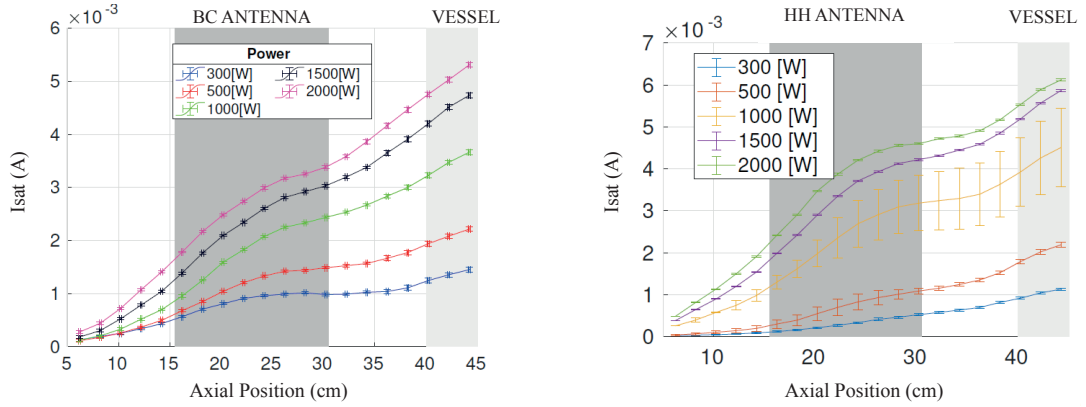 BC ANTENNA VESSEL
×10⁻³
6
5
4
3
2
1
0
Isat (A)
Power
300[W] 1500[W]
500[W] 2000[W]
1000[W]
5 10 15 20 25 30 35 40 45
Axial Position (cm)
HH ANTENNA VESSEL
×10⁻³
7
6
5
4
3
2
1
0
Isat (A)
300 [W]
500 [W]
1000 [W]
1500 [W]
2000 [W]
10 20 30 40
Axial Position (cm)